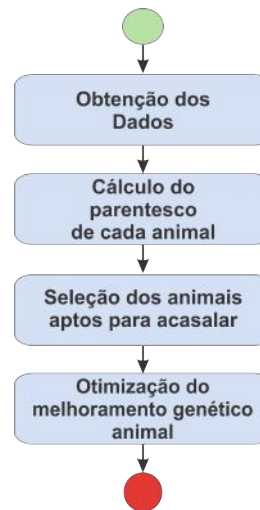 Obtenção dos
Dados
Cálculo do
parentesco
de cada animal
Seleção dos animais
aptos para acasalar
Otimização do
melhoramento genético
animal